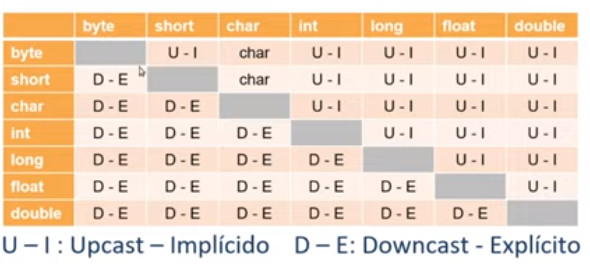 byte short char int long float double
byte U - I char U - I U - I U - I U - I
short D - E char U - I U - I U - I U - I
char D - E D - E U - I U - I U - I U - I
int D - E D - E D - E U - I U - I U - I
long D - E D - E D - E D - E U - I U - I
float D - E D - E D - E D - E D - E U - I
double D - E D - E D - E D - E D - E D - E
U – I : Upcast – Implícido D – E: Downcast - Explícito